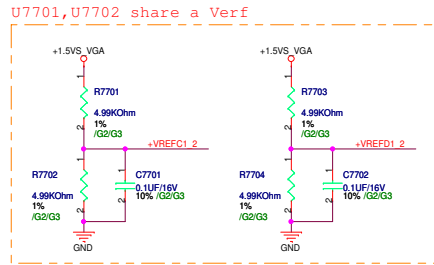 U7701,U7702 share a Verf
+1.5VS_VGA
1
R7701
4.99KOhm
1%
/G2/G3
2
+VREFC1_2
1
R7702
4.99KOhm
1%
/G2/G3
2
1
C7701
0.1UF/16V
10% /G2/G3
2
GND
+1.5VS_VGA
1
R7703
4.99KOhm
1%
/G2/G3
2
+VREFD1_2
1
R7704
4.99KOhm
1%
/G2/G3
2
1
C7702
0.1UF/16V
10% /G2/G3
2
GND